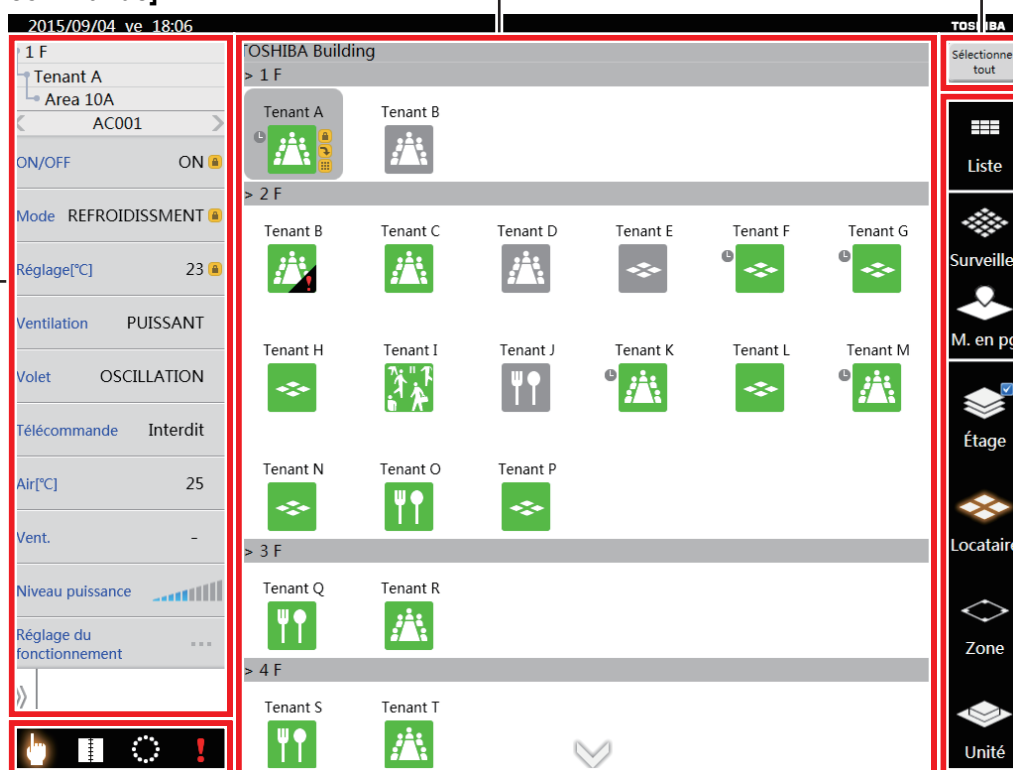 2015/09/04 ve 18:06
TOSHIBA
1 F
Tenant A
Area 10A
AC001
ON/OFF ON
Mode REFROIDISSMENT
Réglage[°C] 23
Ventilation PUISSANT
Volet OSCILLATION
Télécommande Interdit
Air[°C] 25
Vent. -
Niveau puissance
Réglage du
fonctionnement ...
TOSHIBA Building
> 1 F
Tenant A Tenant B
> 2 F
Tenant B Tenant C Tenant D Tenant E Tenant F Tenant G
Tenant H Tenant I Tenant J Tenant K Tenant L Tenant M
Tenant N Tenant O Tenant P
> 3 F
Tenant Q Tenant R
> 4 F
Tenant S Tenant T
Sélectionne
tout
Liste
Surveille
M. en pg
Étage
Locataire
Zone
Unité